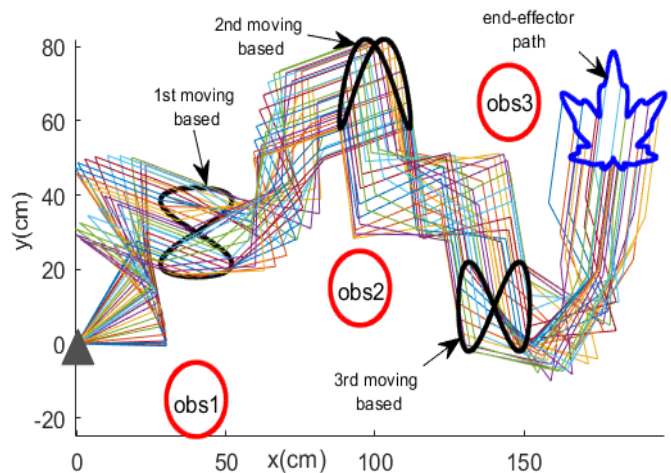 2nd moving
based
end-effector
path
1st moving
based
obs3
obs2
obs1
3rd moving
based
80
60
40
20
0
-20
y(cm)
0
50
100
150
x(cm)